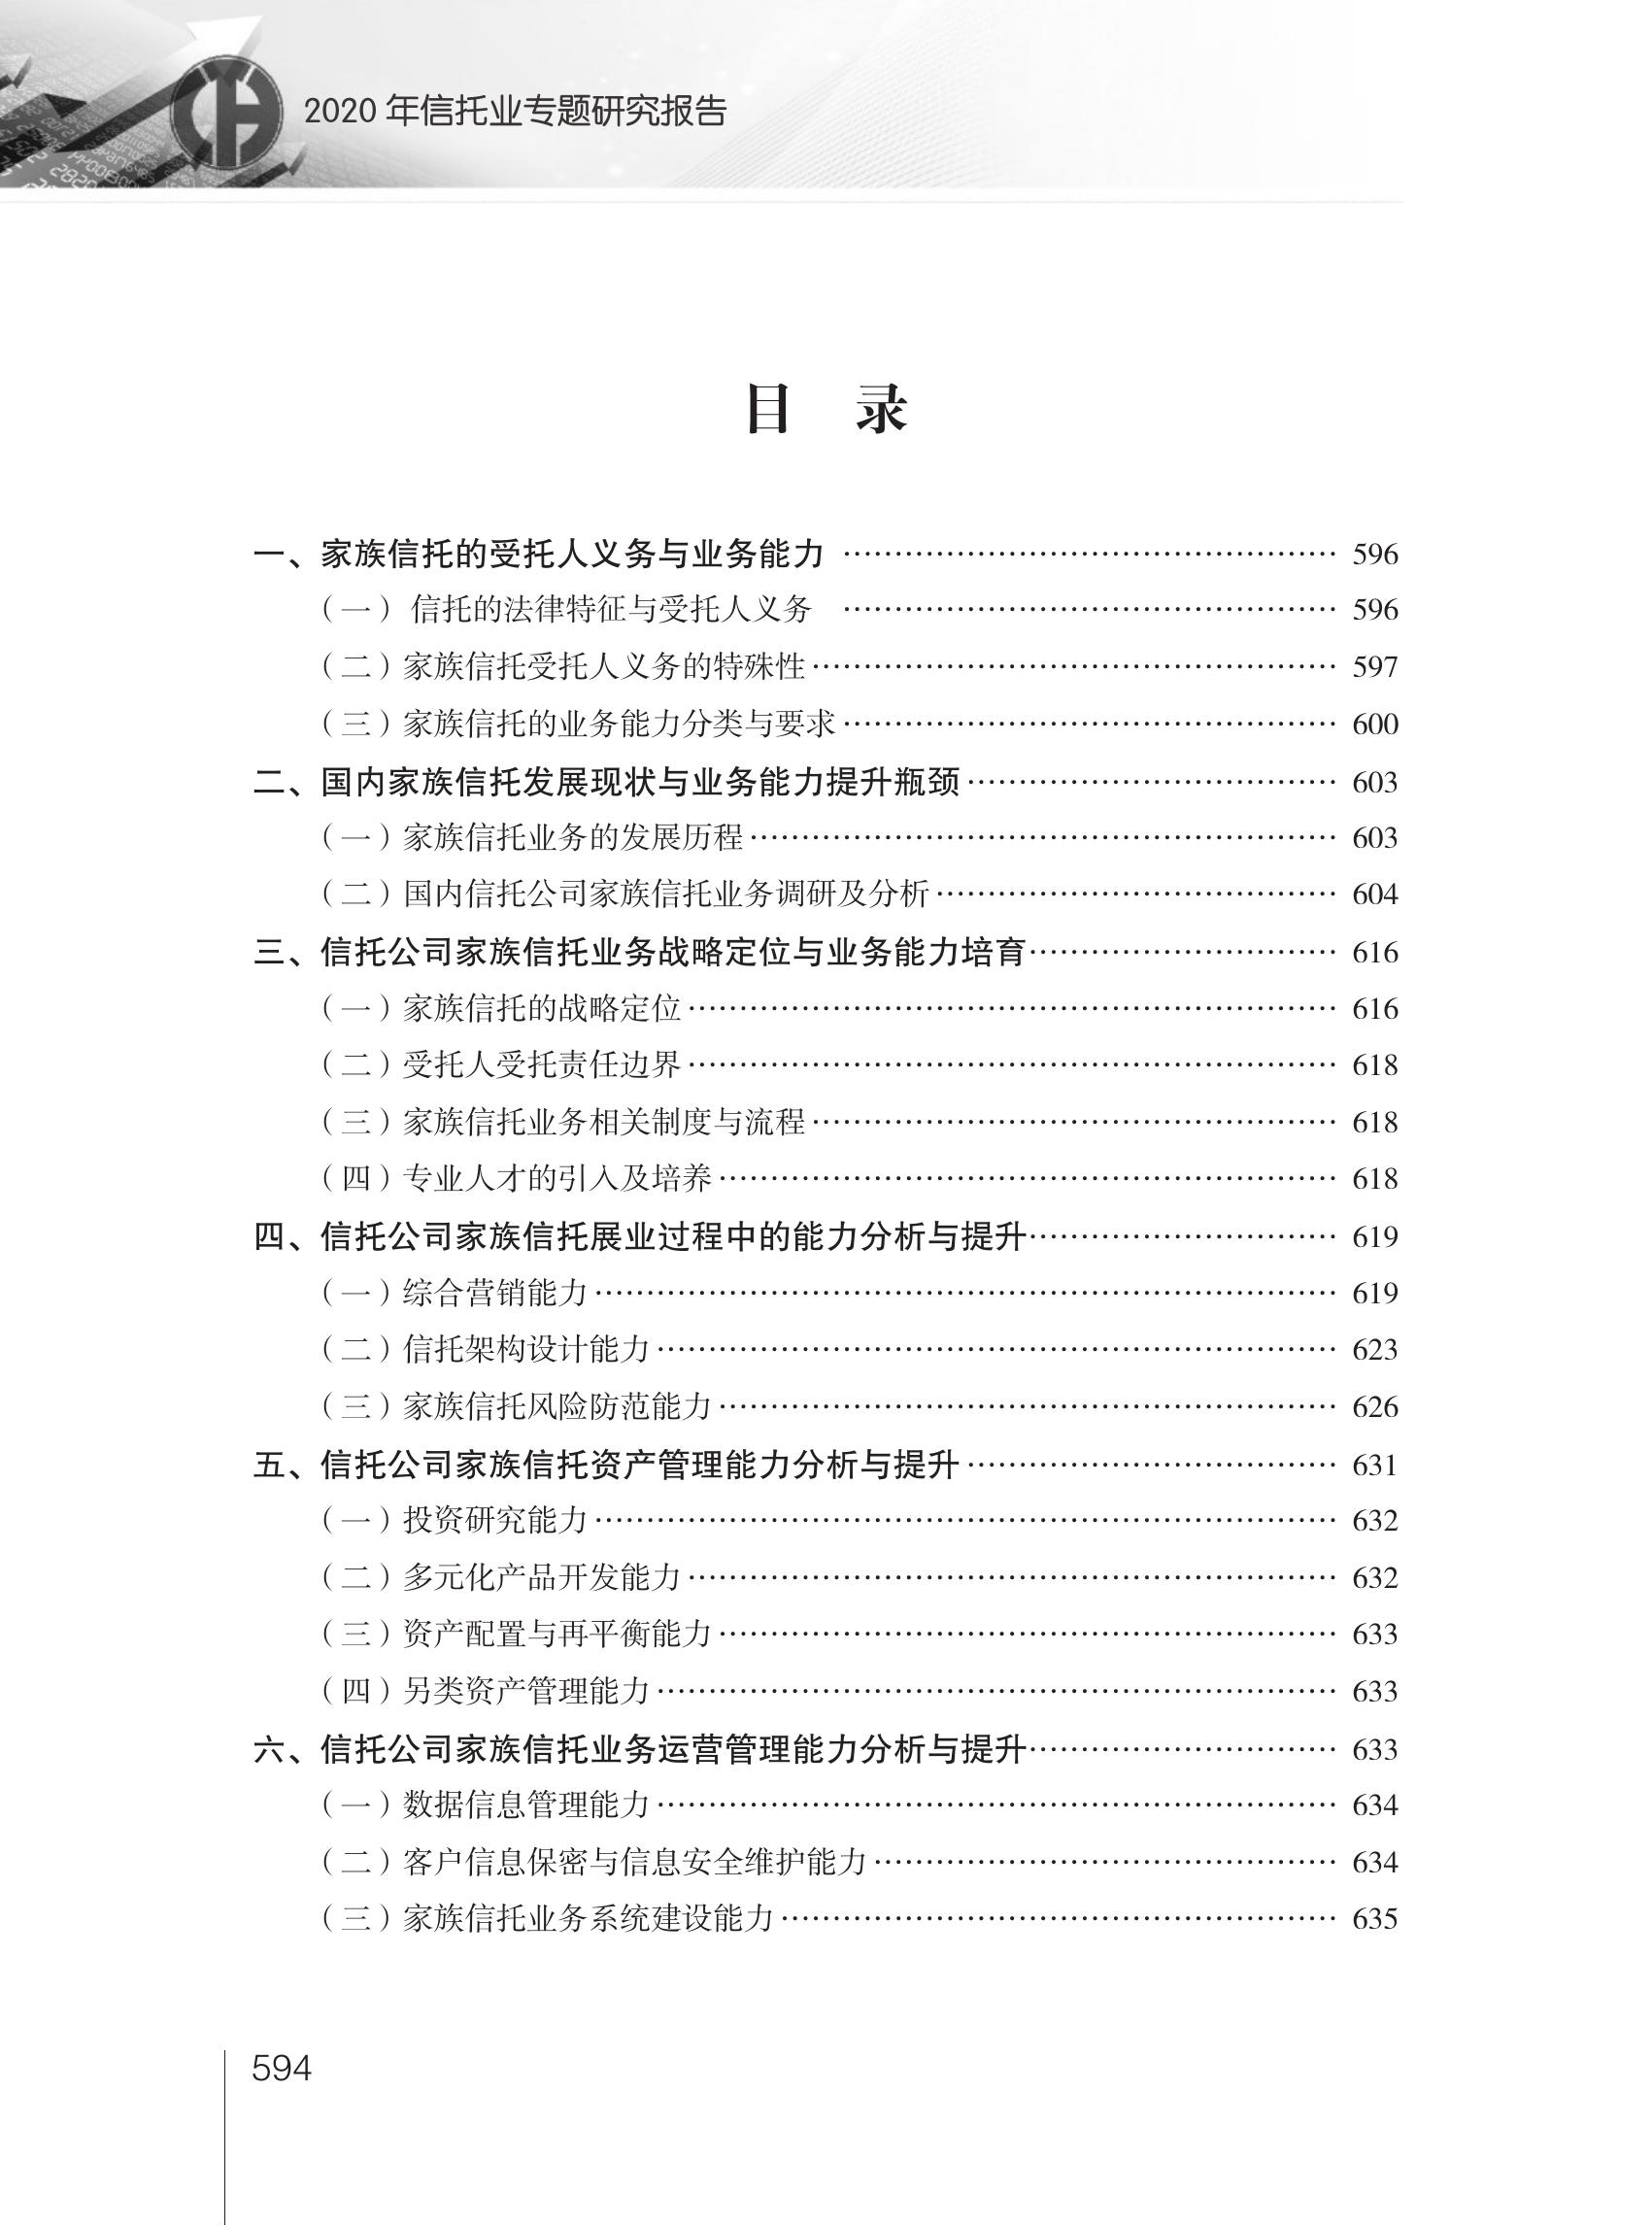 2020 年信托业专题研究报告
目 录
一、家族信托的受托人义务与业务能力 …………………………………………… 596
（一） 信托的法律特征与受托人义务 …………………………………………… 596
（二）家族信托受托人义务的特殊性……………………………………………… 597
（三）家族信托的业务能力分类与要求…………………………………………… 600
二、国内家族信托发展现状与业务能力提升瓶颈………………………………… 603
（一）家族信托业务的发展历程…………………………………………………… 603
（二）国内信托公司家族信托业务调研及分析…………………………………… 604
三、信托公司家族信托业务战略定位与业务能力培育…………………………… 616
（一）家族信托的战略定位………………………………………………………… 616
（二）受托人受托责任边界………………………………………………………… 618
（三）家族信托业务相关制度与流程……………………………………………… 618
（四）专业人才的引入及培养……………………………………………………… 618
四、信托公司家族信托展业过程中的能力分析与提升…………………………… 619
（一）综合营销能力………………………………………………………………… 619
（二）信托架构设计能力…………………………………………………………… 623
（三）家族信托风险防范能力……………………………………………………… 626
五、信托公司家族信托资产管理能力分析与提升………………………………… 631
（一）投资研究能力………………………………………………………………… 632
（二）多元化产品开发能力………………………………………………………… 632
（三）资产配置与再平衡能力……………………………………………………… 633
（四）另类资产管理能力…………………………………………………………… 633
六、信托公司家族信托业务运营管理能力分析与提升…………………………… 633
（一）数据信息管理能力…………………………………………………………… 634
（二）客户信息保密与信息安全维护能力………………………………………… 634
（三）家族信托业务系统建设能力………………………………………………… 635
594